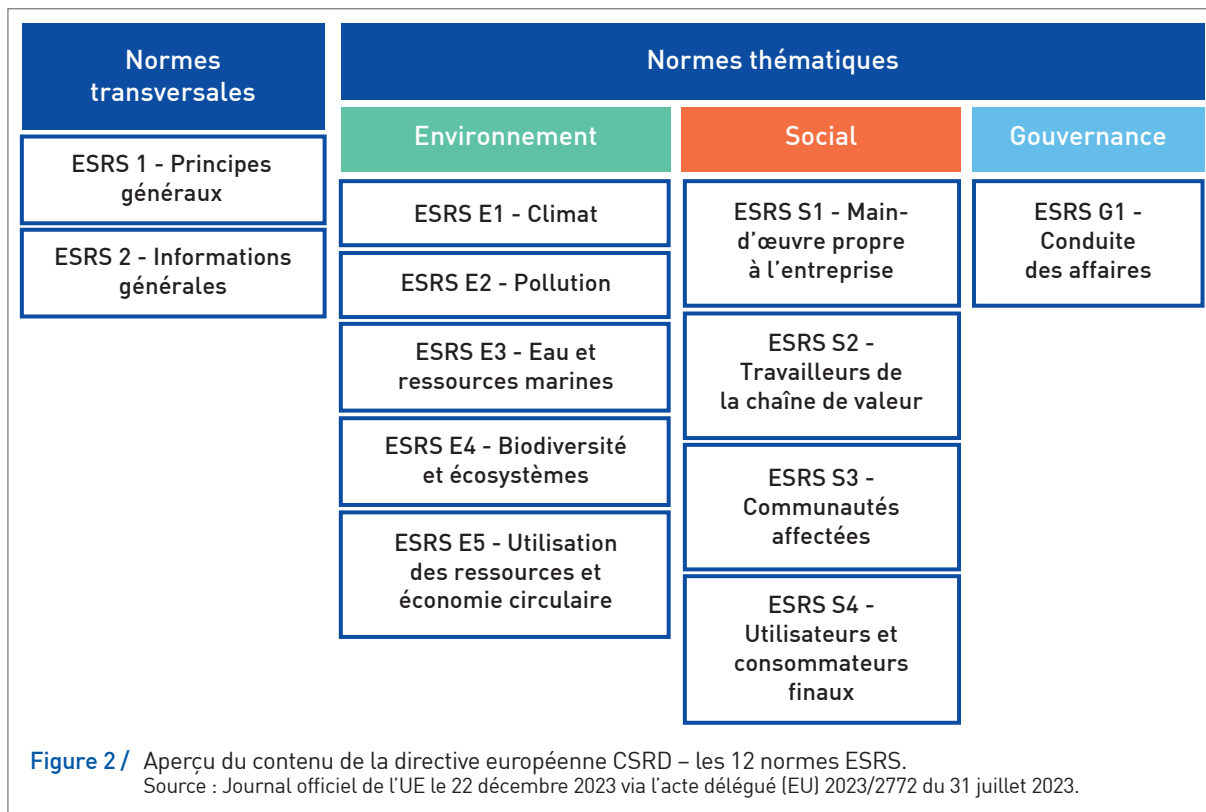 Normes
transversales
ESRS 1 - Principes
généraux
ESRS 2 - Informations
générales
Normes thématiques
Environnement
ESRS E1 - Climat
ESRS E2 - Pollution
ESRS E3 - Eau et
ressources marines
ESRS E4 - Biodiversité
et écosystèmes
ESRS E5 - Utilisation
des ressources et
économie circulaire
Social
ESRS S1 - Main-
d’œuvre propre
à l’entreprise
ESRS S2 -
Travailleurs de
la chaîne de valeur
ESRS S3 -
Communautés
affectées
ESRS S4 -
Utilisateurs et
consommateurs
finaux
Gouvernance
ESRS G1 -
Conduite
des affaires
Figure 2 / Aperçu du contenu de la directive européenne CSRD – les 12 normes ESRS.
Source : Journal officiel de l’UE le 22 décembre 2023 via l’acte délégué (EU) 2023/2772 du 31 juillet 2023.